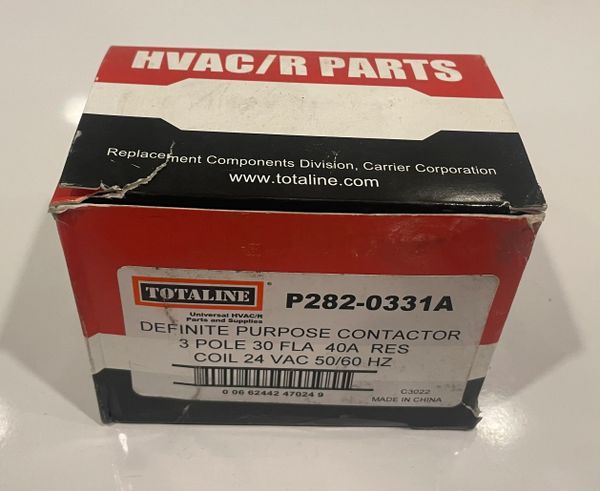 HVAC/R PARTS
Replacement Components Division, Carrier Corporation
www.totaline.com
TOTALINE
P282-0331A
Universal HVAC/R
Parts and Supplies
DEFINITE PURPOSE CONTACTOR
3 POLE 30 FLA 40A RES
COIL 24 VAC 50/60 HZ
0 06 62442 47024 9
C3022
MADE IN CHINA